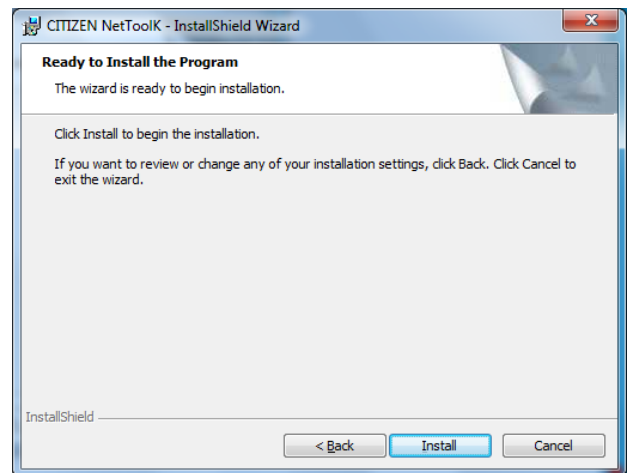 CITIZEN NetToolK - InstallShield Wizard
x
Ready to Install the Program
The wizard is ready to begin installation.
Click Install to begin the installation.
If you want to review or change any of your installation settings, click Back. Click Cancel to
exit the wizard.
InstallShield
< Back Install Cancel